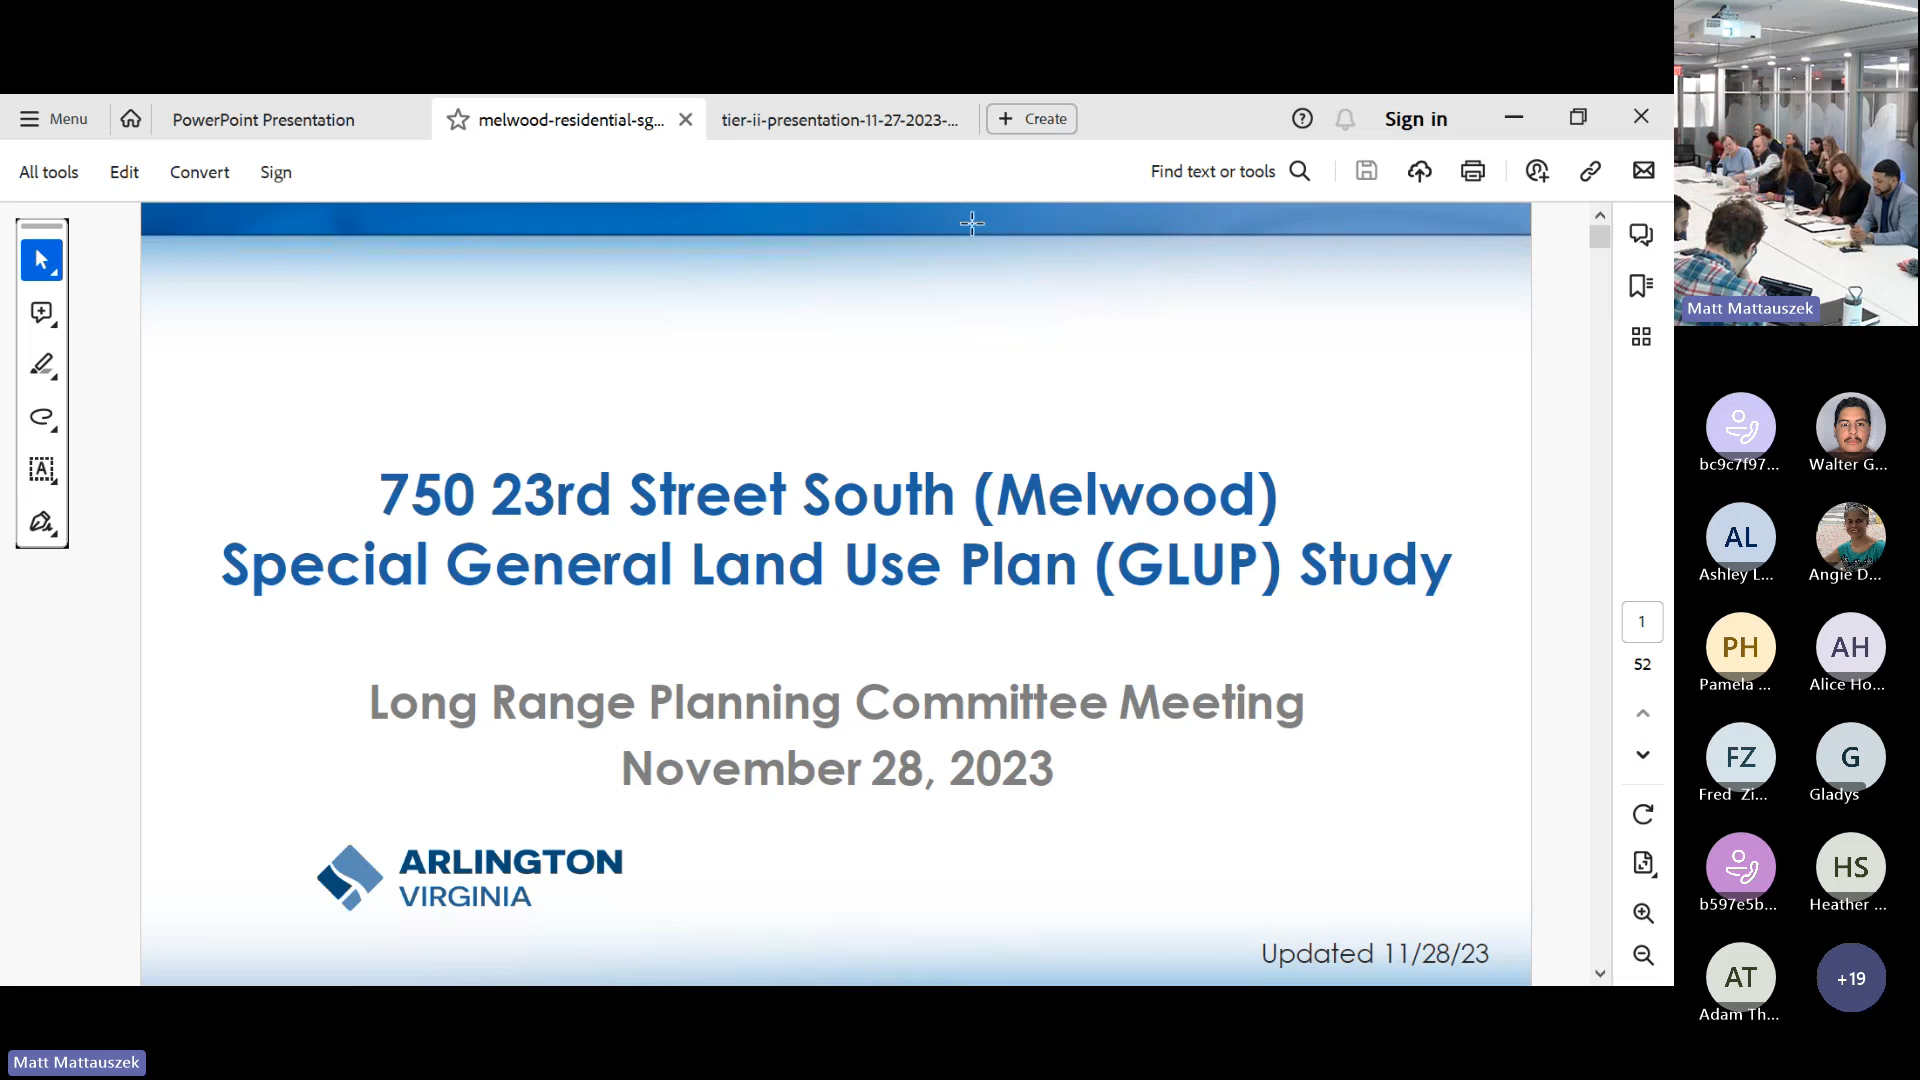 Menu
PowerPoint Presentation
melwood-residential-sg...
tier-ii-presentation-11-27-2023-...
Create
Sign in
All tools
Edit
Convert
Sign
Find text or tools
750 23rd Street South (Melwood)
Special General Land Use Plan (GLUP) Study
Long Range Planning Committee Meeting
November 28, 2023
ARLINGTON
VIRGINIA
Updated 11/28/23
1
52
Matt Mattauszek
bc9c7f97...
Walter G...
AL
Ashley L...
Angie D...
PH
Pamela ...
AH
Alice Ho...
FZ
Fred Zi...
G
Gladys
b597e5b...
HS
Heather ...
AT
Adam Th...
+19
Matt Mattauszek